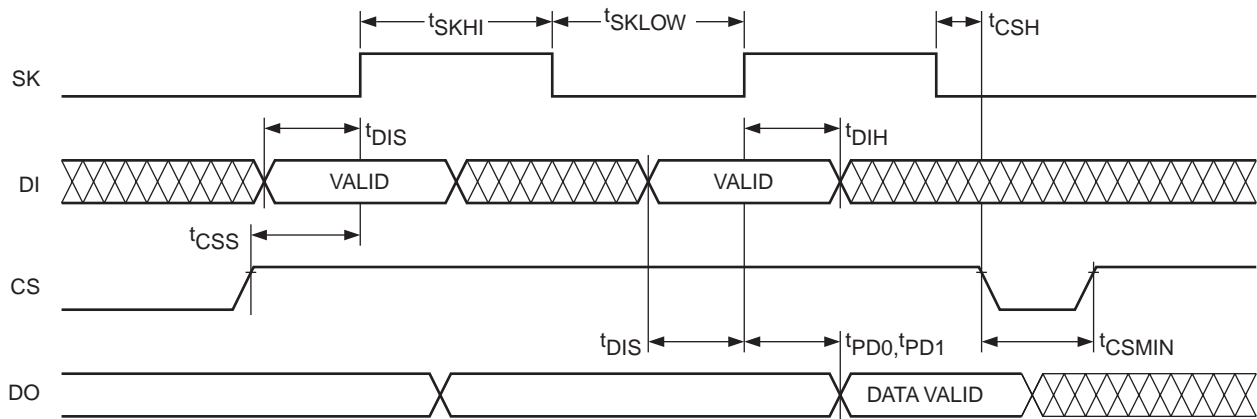 tSKHI
tSKLOW
tCSH
SK
tDIS
tDIH
DI
VALID
VALID
tCSS
CS
tDIS
tPD0,tPD1
tCSMIN
DO
DATA VALID